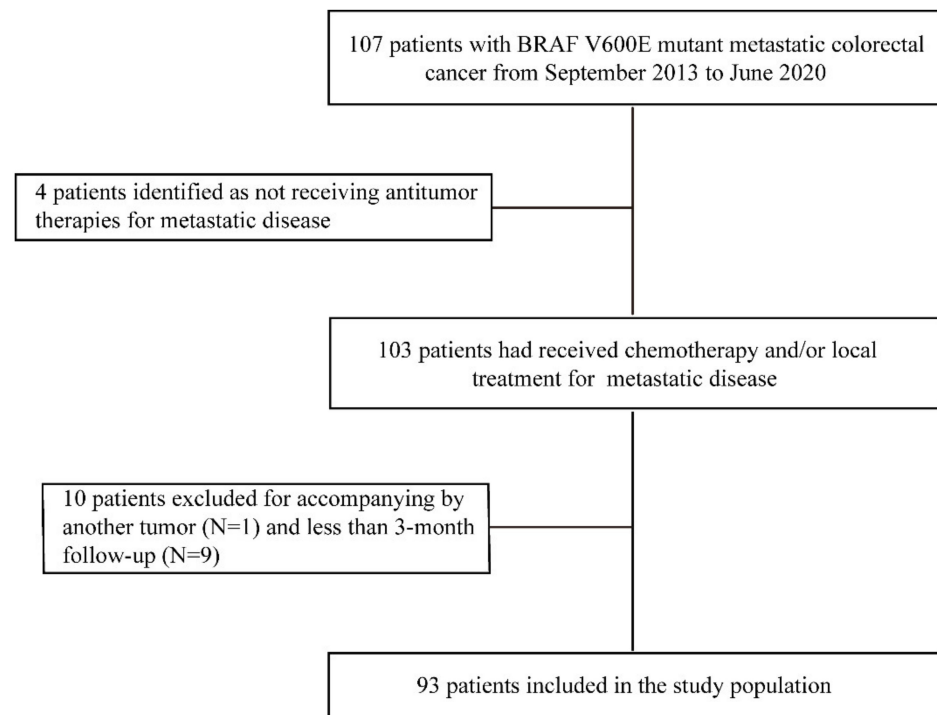 107 patients with BRAF V600E mutant metastatic colorectal
cancer from September 2013 to June 2020
4 patients identified as not receiving antitumor
therapies for metastatic disease
103 patients had received chemotherapy and/or local
treatment for metastatic disease
10 patients excluded for accompanying by
another tumor (N=1) and less than 3-month
follow-up (N=9)
93 patients included in the study population